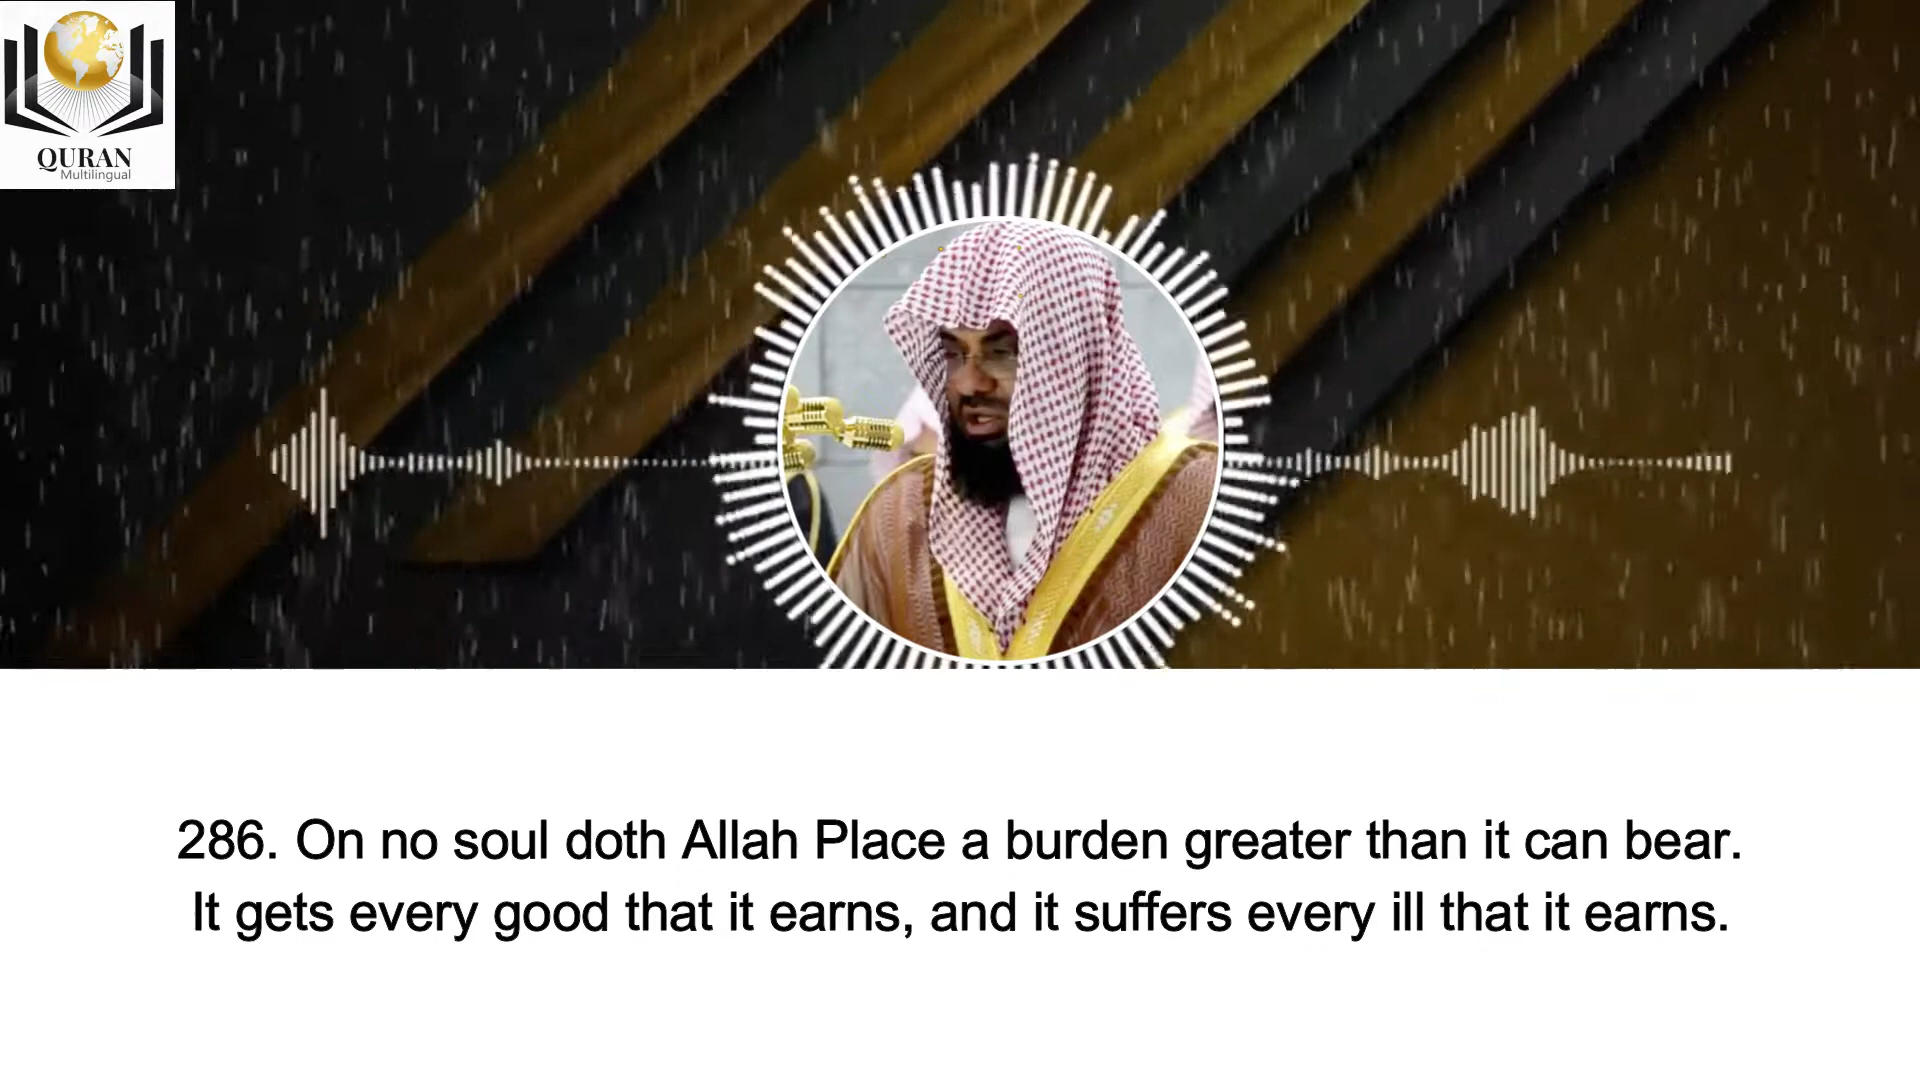 QURAN
Multilingual
286. On no soul doth Allah Place a burden greater than it can bear.
It gets every good that it earns, and it suffers every ill that it earns.